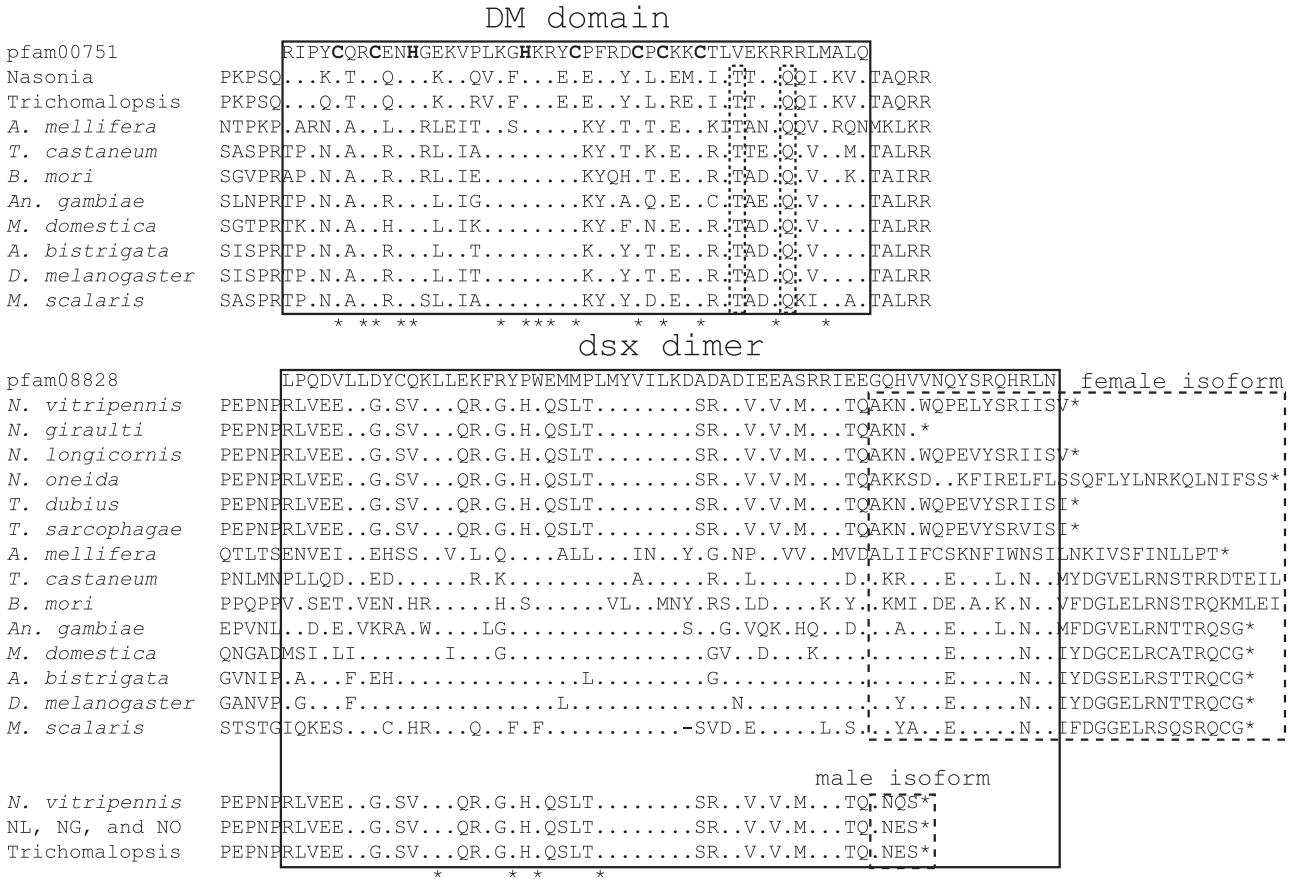 DM domain
pfam00751 RIPYCQRCENHGEKVPLKGHKRYCPFRDCPCKKCTLVEKRRRLMALQ
Nasonia PKPSQ...K.T..Q...K..QV.F...E.E..Y.L.EM.I.TT..QQI.KV.TAQRR
Trichomalopsis PKPSQ...Q.T..Q...K..RV.F...E.E..Y.L.RE.I.TT..QQI.KV.TAQRR
A. mellifera NTPKP.ARN.A..L..RLEIT..S.....KY.T.T.E..KITAN.QQV.RQNMKLKR
T. castaneum SASPRTP.N.A..R..RL.IA........KY.T.K.E..R.TTE.Q.V..M.TALRR
B. mori SGVPRAP.N.A..R..RL.IE........KYQH.T.E..R.TAD.Q.V..K.TAIRR
An. gambiae SLNPRTP.N.A..R...L.IG........KY.A.Q.E..C.TAE.Q.V....TALRR
M. domestica SGTPRTK.N.A..H...L.IK........KY.F.N.E..R.TAD.Q.V....TALRR
A. bistrigata SISPRTP.N.A..R...L..T........K..Y.T.E..R.TAD.Q.V....TALRR
D. melanogaster SISPRTP.N.A..R...L.IT........K..Y.T.E..R.TAD.Q.V....TALRR
M. scalaris SASPRTP.N.A..R..SL.IA........KY.Y.D.E..R.TAD.QKI..A.TALRR
* ** ** * *** * * * * * *
dsx dimer
pfam08828 LPQDVLLDYCQKLLEKFRYPWEMMPLMYVILKDADADIEEASRRIEEGQHVVNQYSRQHRLN
female isoform
N. vitripennis PEPNPRLVEE..G.SV...QR.G.H.QSLT........SR..V.V.M...TQAKN.WQPELYSRIISV*
N. giraulti PEPNPRLVEE..G.SV...QR.G.H.QSLT........SR..V.V.M...TQAKN.*
N. longicornis PEPNPRLVEE..G.SV...QR.G.H.QSLT........SR..V.V.M...TQAKN.WQPEVYSRIISV*
N. oneida PEPNPRLVEE..G.SV...QR.G.H.QSLT........SR..V.V.M...TQAKKSD..KFIRELFLSSQFLYLNRKQLNIFSS*
T. dubius PEPNPRLVEE..G.SV...QR.G.H.QSLT........SR..V.V.M...TQAKN.WQPEVYSRIISI*
T. sarcophagae PEPNPRLVEE..G.SV...QR.G.H.QSLT........SR..V.V.M...TQAKN.WQPEVYSRVISI*
A. mellifera QTLTSENVEI..EHSS..V.L.Q....ALL...IN..Y.G.NP..VV..MVDALIIFCSKNFIWNSILNKIVSFINLLPT*
T. castaneum PNLMNPLLQD..ED......R.K..........A.....R..L.......D..KR...E...L.N..MYDGVELRNSTRRDTEIL
B. mori PPQPPV.SET.VEN.HR.....H.S......VL..MNY.RS.LD....K.Y..KMI.DE.A.K.N..VFDGLELRNSTRQKMLEI
An. gambiae EPVNL..D.E.VKRA.W....LG..............S..G.VQK.HQ..D...A...E...L.N..MFDGVELRNTTRQSG*
M. domestica QNGADMSI.LI.......I...G................GV..D...K..........E.....N..IYDGCELRCATRQCG*
A. bistrigata GVNIP.A...F.EH........G......L.........G..................E.....N..IYDGSELRSTTRQCG*
D. melanogaster GANVP.G...F................L.............N............Y...E.....N..IYDGGELRNTTRQCG*
M. scalaris STSTGIQKES...C.HR...Q..F.F...........-SVD.E.....L.S...YA..E.....N..IFDGGELRSQSRQCG*
male isoform
N. vitripennis PEPNPRLVEE..G.SV...QR.G.H.QSLT........SR..V.V.M...TQ.NQS*
NL, NG, and NO PEPNPRLVEE..G.SV...QR.G.H.QSLT........SR..V.V.M...TQ.NES*
Trichomalopsis PEPNPRLVEE..G.SV...QR.G.H.QSLT........SR..V.V.M...TQ.NES*
* * * *